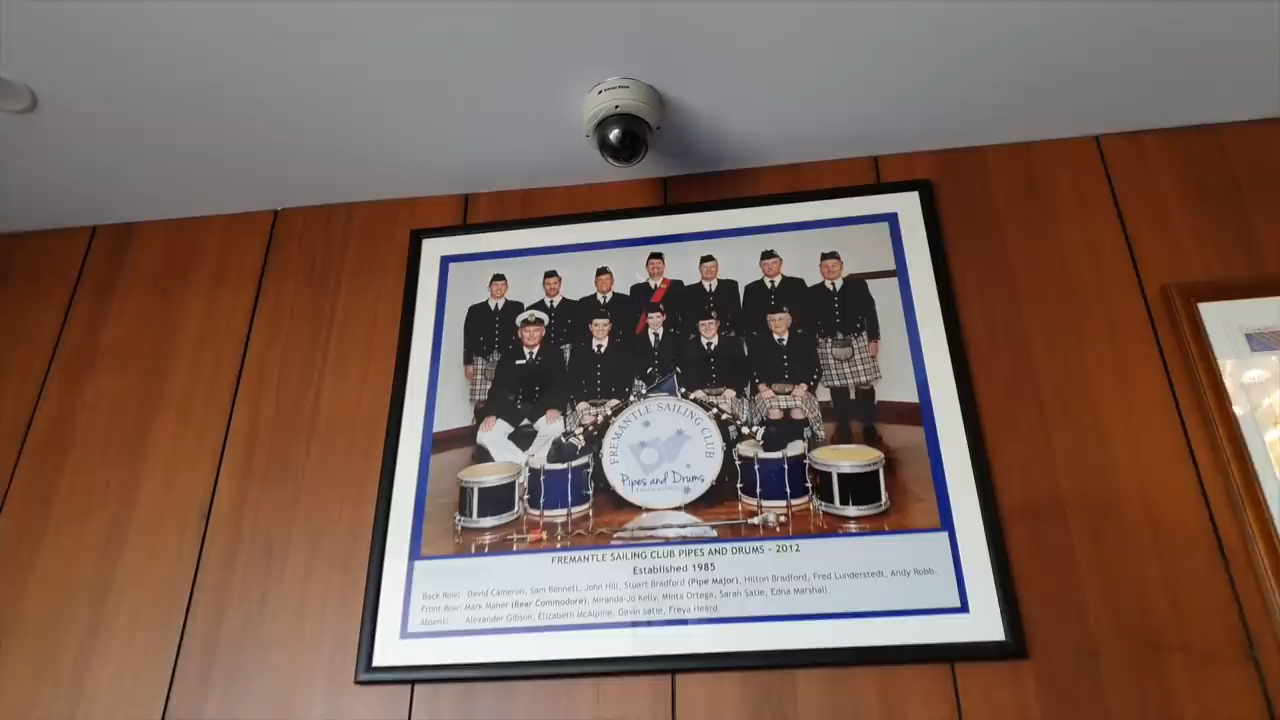 FREMANTLE SAILING CLUB
Pipes and Drums
FREMANTLE SAILING CLUB PIPES AND DRUMS - 2012
Established 1985
Back Row: David Cameron, Sam Bennett, John Hill, Stuart Bradford (Pipe Major), Hilton Bradford, Fred Lunderstedt, Andy Robb.
Front Row: Mark Maher (Rear Commodore), Miranda-Jo Kelly, Minta Ortega, Sarah Satie, Edna Marshall.
Absent: Alexander Gibson, Elizabeth McAlpine, Gavin Satie, Freya Heard.